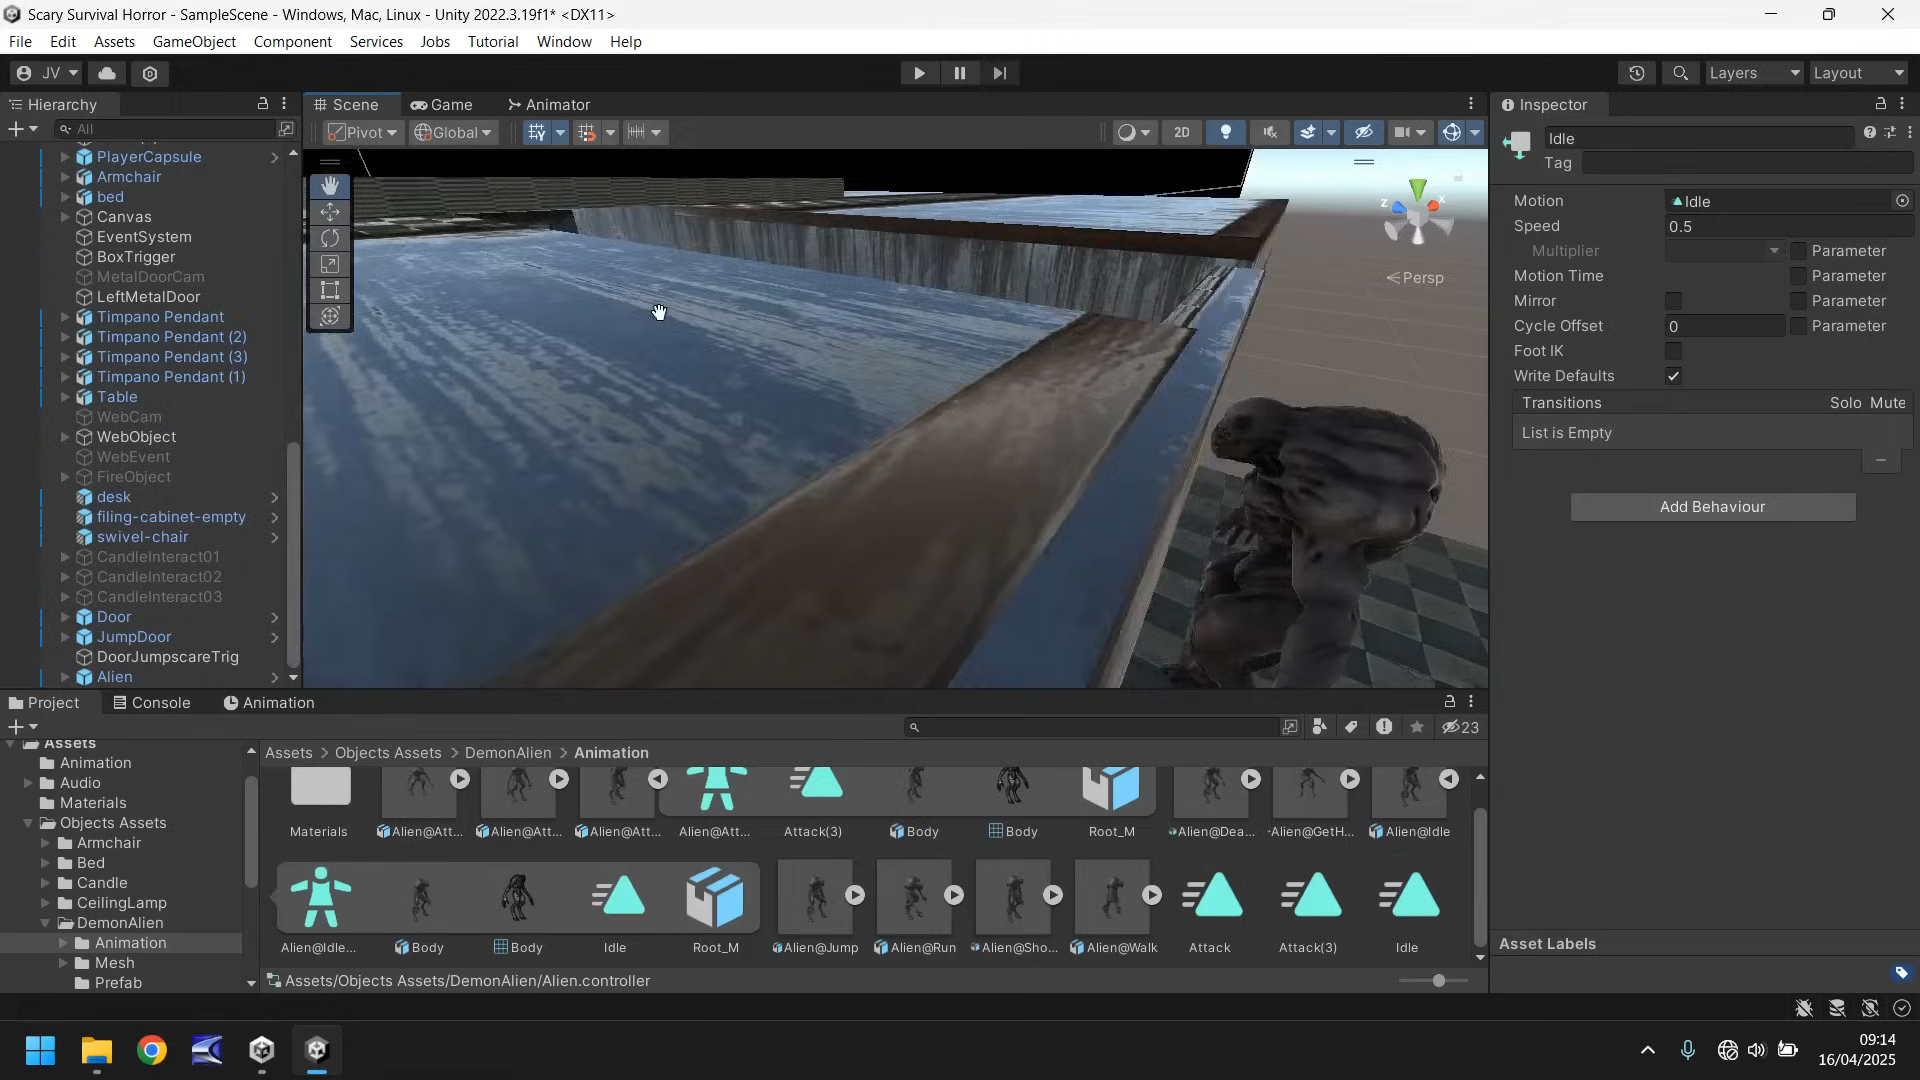 Scary Survival Horror - SampleScene - Windows, Mac, Linux - Unity 2022.3.19f1* <DX11>
File Edit Assets GameObject Component Services Jobs Tutorial Window Help
JV Layers Layout
Hierarchy Scene Game Animator Inspector
All Pivot Global 2D Idle
Tag
PlayerCapsule
Armchair
bed
Canvas
EventSystem
BoxTrigger
MetalDoorCam
LeftMetalDoor
Timpano Pendant
Timpano Pendant (2)
Timpano Pendant (3)
Timpano Pendant (1)
Table
WebCam
WebObject
WebEvent
FireObject
desk
filing-cabinet-empty
swivel-chair
CandleInteract01
CandleInteract02
CandleInteract03
Door
JumpDoor
DoorJumpscareTrig
Alien
z x
Persp
Motion Idle
Speed 0.5
Multiplier Parameter
Motion Time Parameter
Mirror Parameter
Cycle Offset 0 Parameter
Foot IK
Write Defaults
Transitions Solo Mute
List is Empty
Add Behaviour
Asset Labels
Project Console Animation
23
Assets
Animation
Audio
Materials
Objects Assets
Armchair
Bed
Candle
CeilingLamp
DemonAlien
Animation
Mesh
Prefab
Assets > Objects Assets > DemonAlien > Animation
Materials Alien@Att... Alien@Att... Alien@Att... Alien@Att... Attack(3) Body Body Root_M Alien@Dea... Alien@GetH... Alien@Idle
Alien@Idle... Body Body Idle Root_M Alien@Jump Alien@Run Alien@Sho... Alien@Walk Attack Attack(3) Idle
Assets/Objects Assets/DemonAlien/Alien.controller
09:14
16/04/2025